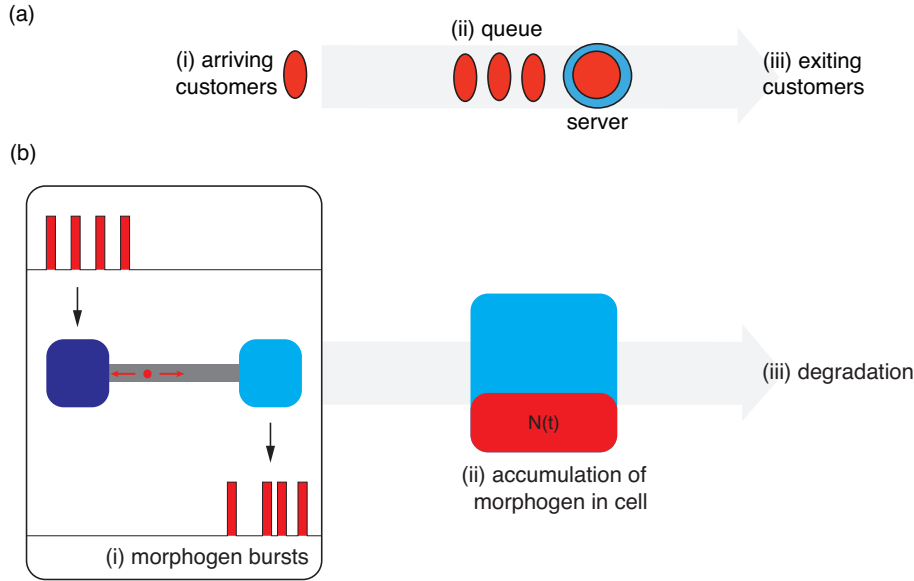 (a)
(i) arriving
customers
(ii) queue
server
(iii) exiting
customers
(b)
(i) morphogen bursts
N(t)
(ii) accumulation of
morphogen in cell
(iii) degradation